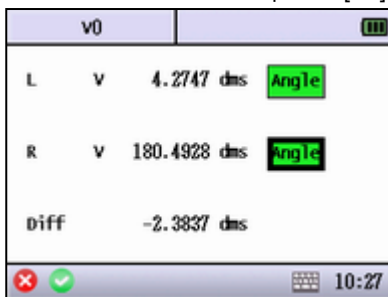 v0
L V 4.2747 dms Angle
R V 180.4928 dms Angle
Diff -2.3837 dms
10:27